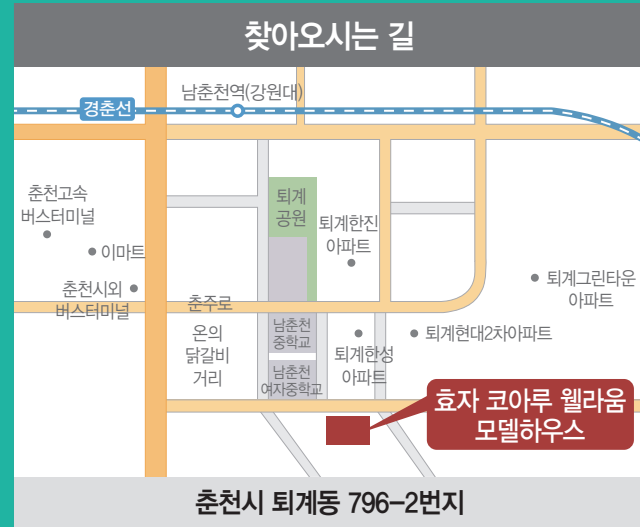 찾아오시는 길
남춘천역(강원대)
경춘선
춘천고속
버스터미널
이마트
춘천시외
버스터미널
퇴계
공원
퇴계한진
아파트
퇴계그린타운
아파트
춘주로
온의
닭갈비
거리
남춘천
중학교
남춘천
여자중학교
퇴계한성
아파트
퇴계현대2차아파트
효자 코아루 웰라움
모델하우스
춘천시 퇴계동 796-2번지